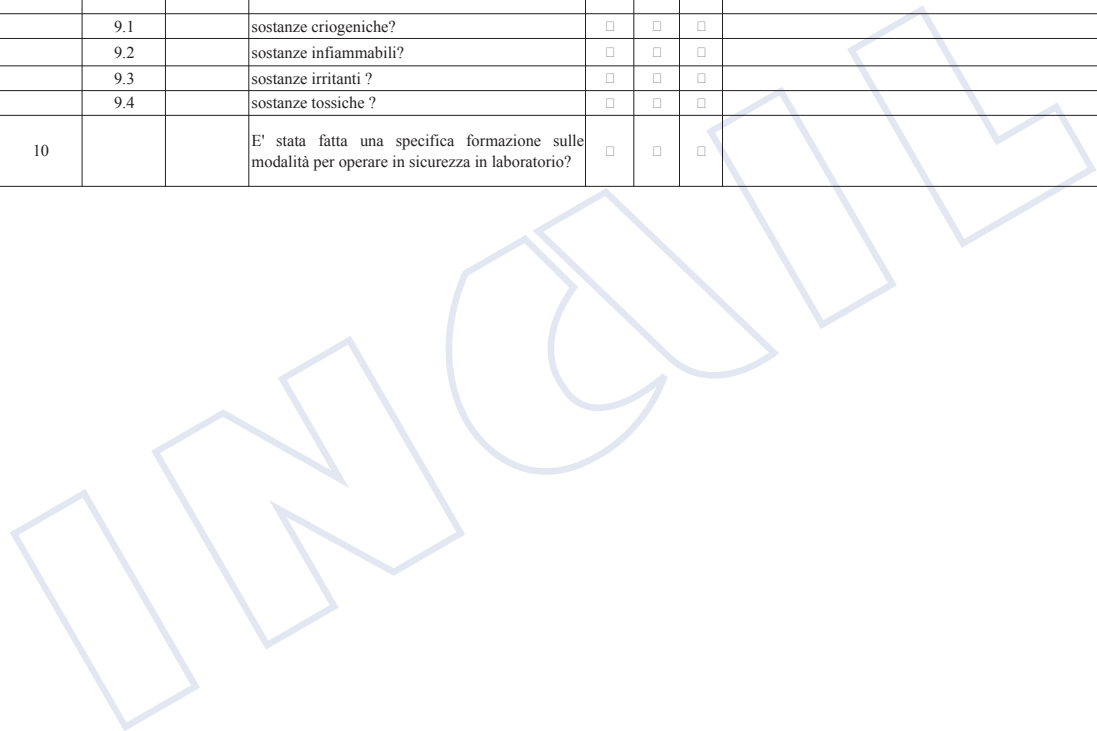 9.1 sostanze criogeniche? □ □ □
9.2 sostanze infiammabili? □ □ □
9.3 sostanze irritanti ? □ □ □
9.4 sostanze tossiche ? □ □ □
10 E' stata fatta una specifica formazione sulle
modalità per operare in sicurezza in laboratorio? □ □ □
INAIL